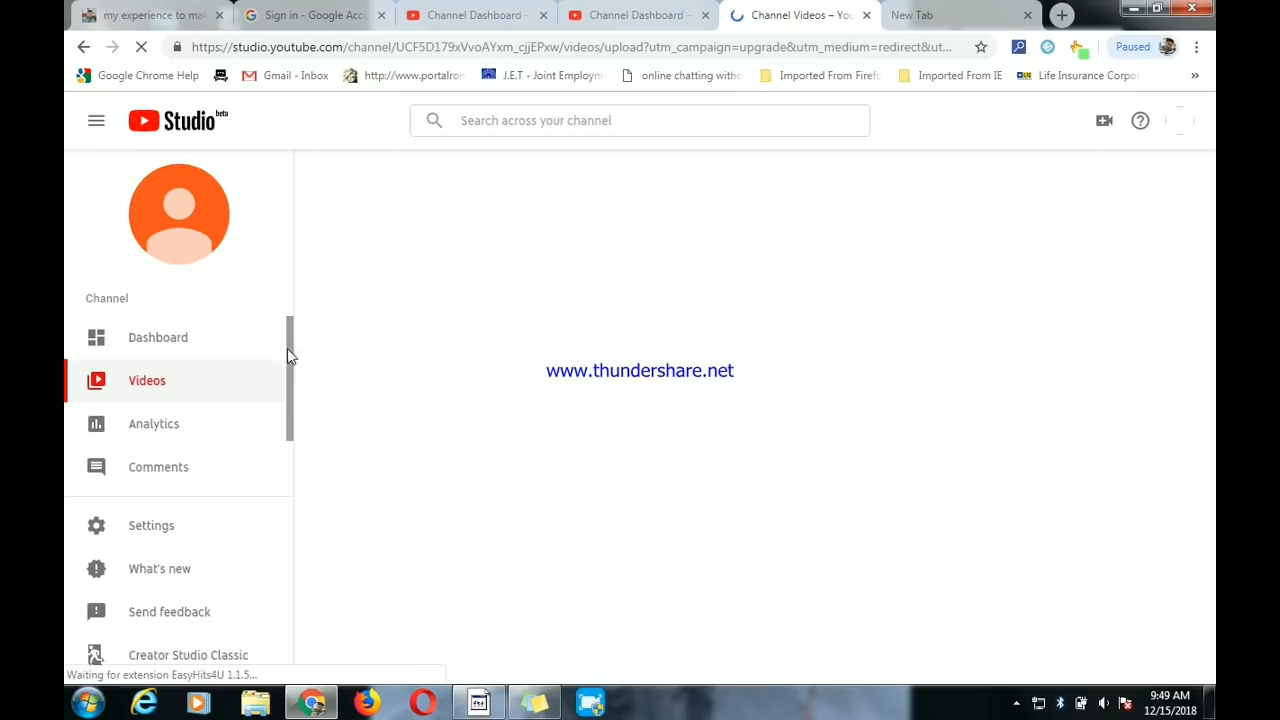 my experience to mal
Sign in - Google Acco
Channel Dashboard -
Channel Dashboard -
Channel Videos – You
New Tab
https://studio.youtube.com/channel/UCF5D179xVvoAYxm_cjjEPxw/videos/upload?utm_campaign=upgrade&utm_medium=redirect&ut...
Paused
Google Chrome Help
Gmail - Inbox
http://www.portalron
J.E.T - Joint Employm
online chatting witho
Imported From Firefo
Imported From IE
Life Insurance Corpo
»
Studio beta
Search across your channel
Channel
Dashboard
Videos
Analytics
Comments
Settings
What's new
Send feedback
Creator Studio Classic
www.thundershare.net
Waiting for extension EasyHits4U 1.1.5...
9:49 AM
12/15/2018